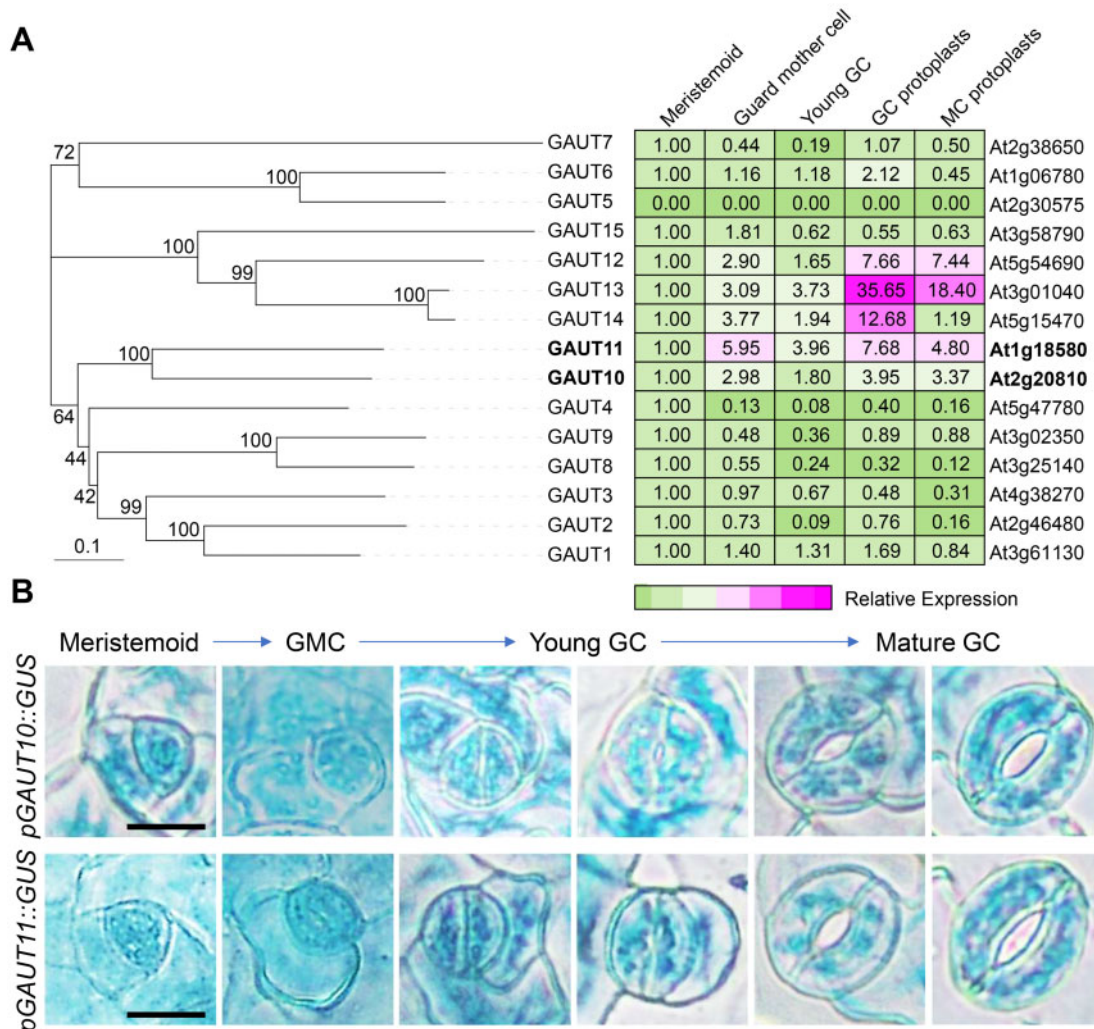 A
Meristemoid
Guard mother cell
Young GC
GC protoplasts
MC protoplasts
72
GAUT7 1.00 0.44 0.19 1.07 0.50 At2g38650
100
GAUT6 1.00 1.16 1.18 2.12 0.45 At1g06780
GAUT5 0.00 0.00 0.00 0.00 0.00 At2g30575
100
GAUT15 1.00 1.81 0.62 0.55 0.63 At3g58790
99
GAUT12 1.00 2.90 1.65 7.66 7.44 At5g54690
100
GAUT13 1.00 3.09 3.73 35.65 18.40 At3g01040
GAUT14 1.00 3.77 1.94 12.68 1.19 At5g15470
100
GAUT11 1.00 5.95 3.96 7.68 4.80 At1g18580
GAUT10 1.00 2.98 1.80 3.95 3.37 At2g20810
64
GAUT4 1.00 0.13 0.08 0.40 0.16 At5g47780
44
100
GAUT9 1.00 0.48 0.36 0.89 0.88 At3g02350
GAUT8 1.00 0.55 0.24 0.32 0.12 At3g25140
42
99
GAUT3 1.00 0.97 0.67 0.48 0.31 At4g38270
100
GAUT2 1.00 0.73 0.09 0.76 0.16 At2g46480
0.1
GAUT1 1.00 1.40 1.31 1.69 0.84 At3g61130
Relative Expression
B
Meristemoid GMC Young GC Mature GC
pGAUT10::GUS
pGAUT11::GUS